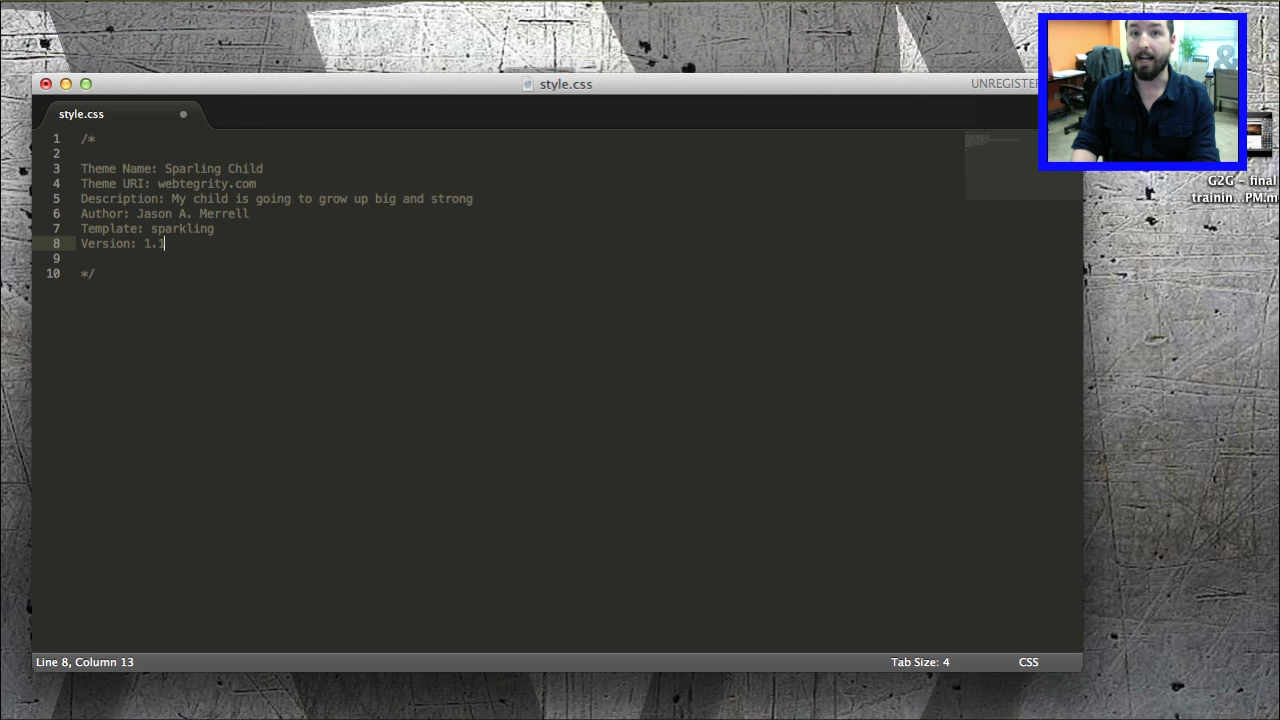 style.css
UNREGISTE
style.css
1 /*
2
3 Theme Name: Sparling Child
4 Theme URI: webtegrity.com
5 Description: My child is going to grow up big and strong
6 Author: Jason A. Merrell
7 Template: sparkling
8 Version: 1.1
9
10 */
&
G2G - final
trainin...PM.m
Line 8, Column 13
Tab Size: 4
CSS